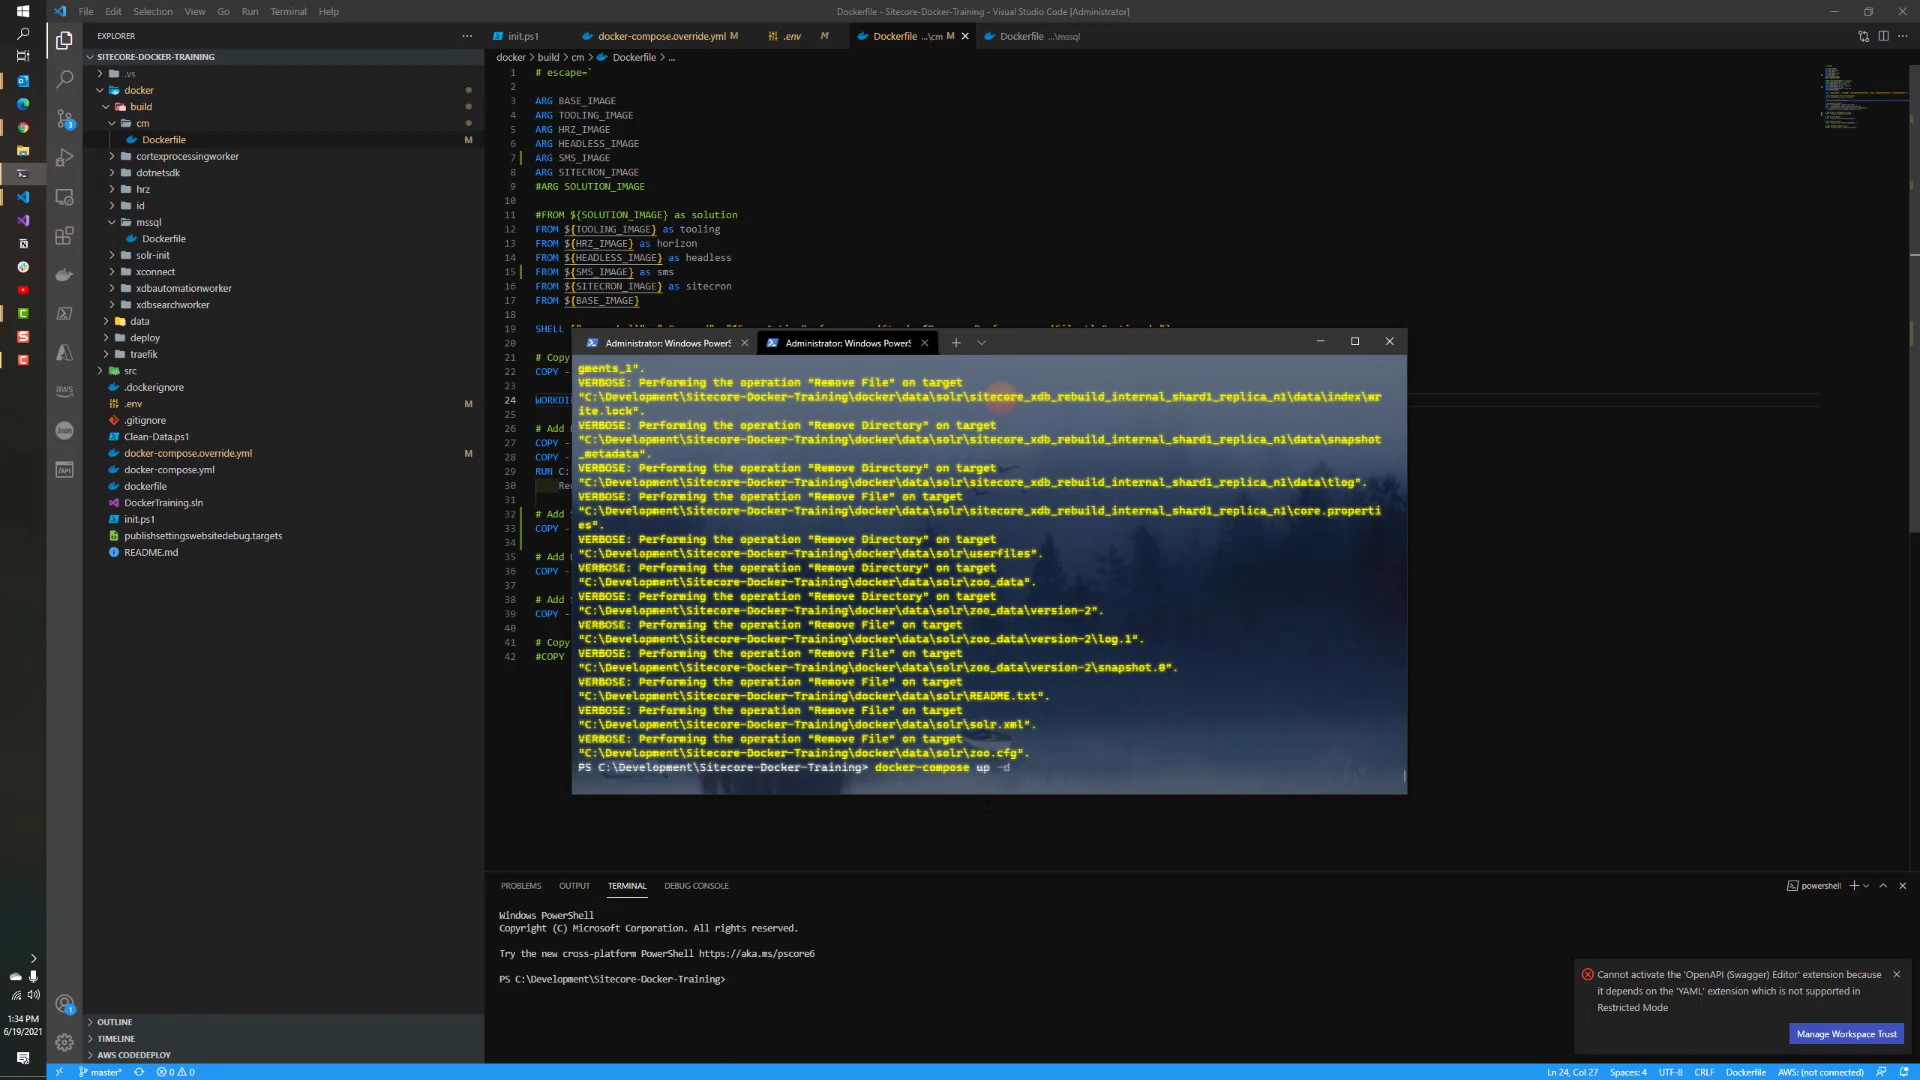 File Edit Selection View Go Run Terminal Help
Dockerfile - Sitecore-Docker-Training - Visual Studio Code [Administrator]
EXPLORER
init.ps1
docker-compose.override.yml M
.env M
Dockerfile ...\cm M
Dockerfile ...\mssql
SITECORE-DOCKER-TRAINING
.vs
docker
build
cm
Dockerfile M
cortexprocessingworker
dotnetsdk
hrz
id
mssql
Dockerfile
solr-init
xconnect
xdbautomationworker
xdbsearchworker
data
deploy
traefik
src
.dockerignore
.env M
.gitignore
Clean-Data.ps1
docker-compose.override.yml M
docker-compose.yml
dockerfile
DockerTraining.sln
init.ps1
publishsettingswebsitedebug.targets
README.md
docker > build > cm > Dockerfile > ...
1 # escape=`
2
3 ARG BASE_IMAGE
4 ARG TOOLING_IMAGE
5 ARG HRZ_IMAGE
6 ARG HEADLESS_IMAGE
7 ARG SMS_IMAGE
8 ARG SITECRON_IMAGE
9 #ARG SOLUTION_IMAGE
10
11 #FROM ${SOLUTION_IMAGE} as solution
12 FROM ${TOOLING_IMAGE} as tooling
13 FROM ${HRZ_IMAGE} as horizon
14 FROM ${HEADLESS_IMAGE} as headless
15 FROM ${SMS_IMAGE} as sms
16 FROM ${SITECRON_IMAGE} as sitecron
17 FROM ${BASE_IMAGE}
18
19 SHELL
20
21 # Copy
22 COPY -
23
24 WORKDI
25
26 # Add
27 COPY -
28 COPY -
29 RUN C:
30 Re
31
32 # Add
33 COPY -
34
35 # Add
36 COPY -
37
38 # Add
39 COPY -
40
41 # Copy
42 #COPY
Administrator: Windows PowerS
Administrator: Windows PowerS
gments_1".
VERBOSE: Performing the operation "Remove File" on target
"C:\Development\Sitecore-Docker-Training\docker\data\solr\sitecore_xdb_rebuild_internal_shard1_replica_n1\data\index\wr
ite.lock".
VERBOSE: Performing the operation "Remove Directory" on target
"C:\Development\Sitecore-Docker-Training\docker\data\solr\sitecore_xdb_rebuild_internal_shard1_replica_n1\data\snapshot
_metadata".
VERBOSE: Performing the operation "Remove Directory" on target
"C:\Development\Sitecore-Docker-Training\docker\data\solr\sitecore_xdb_rebuild_internal_shard1_replica_n1\data\tlog".
VERBOSE: Performing the operation "Remove File" on target
"C:\Development\Sitecore-Docker-Training\docker\data\solr\sitecore_xdb_rebuild_internal_shard1_replica_n1\core.properti
es".
VERBOSE: Performing the operation "Remove Directory" on target
"C:\Development\Sitecore-Docker-Training\docker\data\solr\userfiles".
VERBOSE: Performing the operation "Remove Directory" on target
"C:\Development\Sitecore-Docker-Training\docker\data\solr\zoo_data".
VERBOSE: Performing the operation "Remove Directory" on target
"C:\Development\Sitecore-Docker-Training\docker\data\solr\zoo_data\version-2".
VERBOSE: Performing the operation "Remove File" on target
"C:\Development\Sitecore-Docker-Training\docker\data\solr\zoo_data\version-2\log.1".
VERBOSE: Performing the operation "Remove File" on target
"C:\Development\Sitecore-Docker-Training\docker\data\solr\zoo_data\version-2\snapshot.0".
VERBOSE: Performing the operation "Remove File" on target
"C:\Development\Sitecore-Docker-Training\docker\data\solr\README.txt".
VERBOSE: Performing the operation "Remove File" on target
"C:\Development\Sitecore-Docker-Training\docker\data\solr\solr.xml".
VERBOSE: Performing the operation "Remove File" on target
"C:\Development\Sitecore-Docker-Training\docker\data\solr\zoo.cfg".
PS C:\Development\Sitecore-Docker-Training> docker-compose up -d
PROBLEMS OUTPUT TERMINAL DEBUG CONSOLE
powershell
Windows PowerShell
Copyright (C) Microsoft Corporation. All rights reserved.
Try the new cross-platform PowerShell https://aka.ms/pscore6
PS C:\Development\Sitecore-Docker-Training>
Cannot activate the 'OpenAPI (Swagger) Editor' extension because
it depends on the 'YAML' extension which is not supported in
Restricted Mode
Manage Workspace Trust
OUTLINE
TIMELINE
AWS CODEDEPLOY
1:34 PM
6/19/2021
master*
0 0
Ln 24, Col 27 Spaces: 4 UTF-8 CRLF Dockerfile AWS: (not connected)